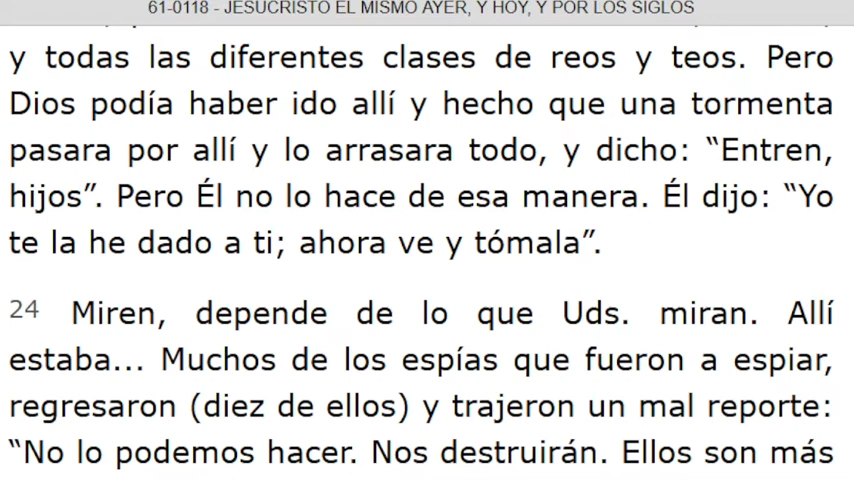 61-0118 - JESUCRISTO EL MISMO AYER, Y HOY, Y POR LOS SIGLOS
y todas las diferentes clases de reos y teos. Pero
Dios podía haber ido allí y hecho que una tormenta
pasara por allí y lo arrasara todo, y dicho: “Entren,
hijos”. Pero Él no lo hace de esa manera. Él dijo: “Yo
te la he dado a ti; ahora ve y tómala”.
24 Miren, depende de lo que Uds. miran. Allí
estaba... Muchos de los espías que fueron a espiar,
regresaron (diez de ellos) y trajeron un mal reporte:
“No lo podemos hacer. Nos destruirán. Ellos son más